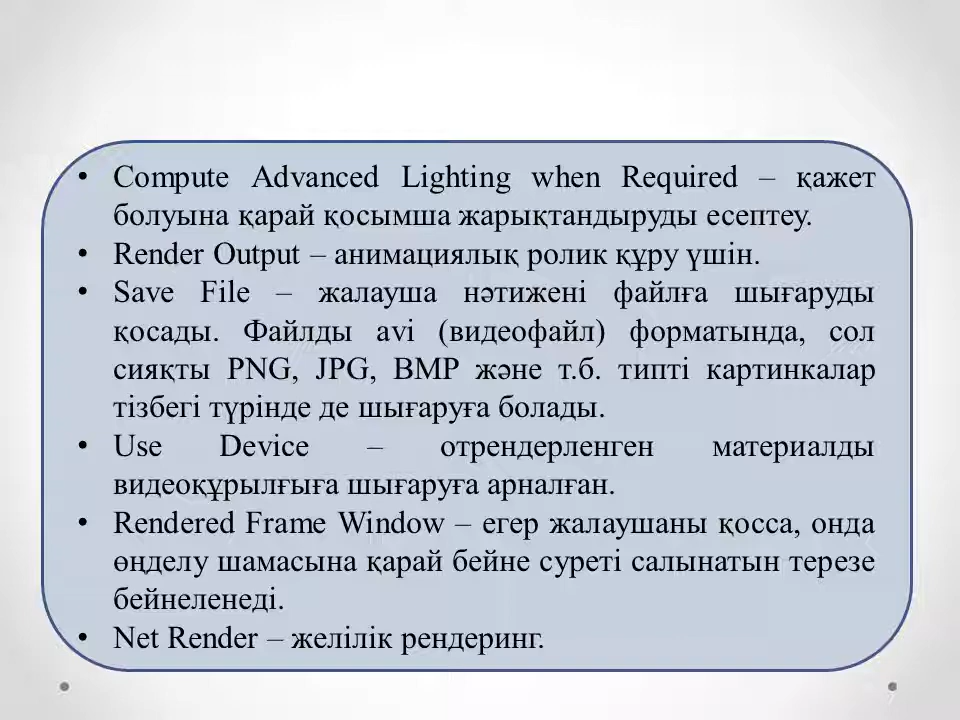 • Compute Advanced Lighting when Required – қажет
болуына қарай қосымша жарықтандыруды есептеу.
• Render Output – анимациялық ролик құру үшін.
• Save File – жалауша нәтижені файлға шығаруды
қосады. Файлды avi (видеофайл) форматында, сол
сияқты PNG, JPG, BMP және т.б. типті картинкалар
тізбегі түрінде де шығаруға болады.
• Use Device – отрендерленген материалды
видеоқұрылғыға шығаруға арналған.
• Rendered Frame Window – егер жалаушаны қосса, онда
өңделу шамасына қарай бейне суреті салынатын терезе
бейнеленеді.
• Net Render – желілік рендеринг.